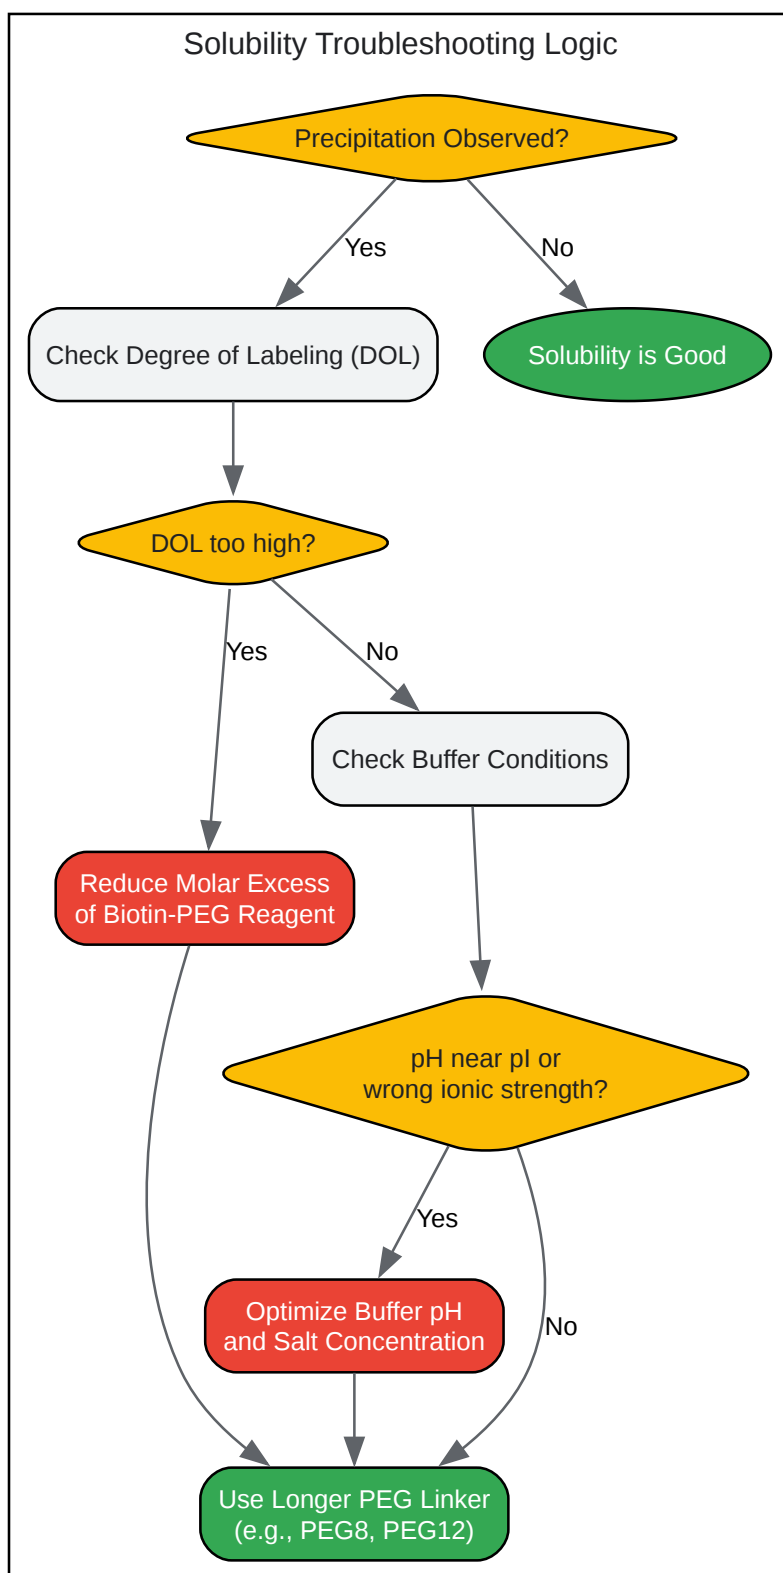 Solubility Troubleshooting Logic
Precipitation Observed?
Yes
No
Check Degree of Labeling (DOL)
Solubility is Good
DOL too high?
Yes
No
Check Buffer Conditions
Reduce Molar Excess
of Biotin-PEG Reagent
pH near pI or
wrong ionic strength?
Yes
Optimize Buffer pH
and Salt Concentration
No
Use Longer PEG Linker
(e.g., PEG8, PEG12)